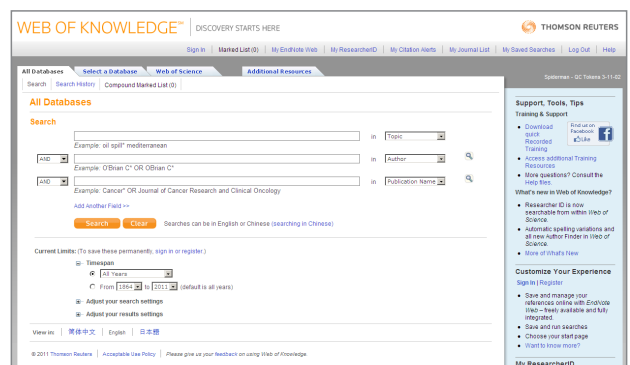 WEB OF KNOWLEDGE℠ | DISCOVERY STARTS HERE
THOMSON REUTERS
Sign In | Marked List (0) | My EndNote Web | My ResearcherID | My Citation Alerts | My Journal List | My Saved Searches | Log Out | Help
All Databases Select a Database Web of Science Additional Resources
Search | Search History | Compound Marked List (0)
Spiderman - QC Tokens 3-11-02
All Databases
Search
in Topic
Example: oil spill* mediterranean
AND in Author
Example: O'Brian C* OR OBrian C*
AND in Publication Name
Example: Cancer* OR Journal of Cancer Research and Clinical Oncology
Add Another Field >>
Search Clear Searches can be in English or Chinese (searching in Chinese)
Current Limits: (To save these permanently, sign in or register.)
Timespan
All Years
From 1864 to 2011 (default is all years)
Adjust your search settings
Adjust your results settings
View in: | 简体中文 | English | 日本語
© 2011 Thomson Reuters | Acceptable Use Policy | Please give us your feedback on using Web of Knowledge.
Support, Tools, Tips
Training & Support
Download
quick
Recorded
Training
Find us on
Facebook
Like
Access additional Training
Resources
More questions? Consult the
Help files.
What's new in Web of Knowledge?
Researcher ID is now
searchable from within Web of
Science.
Automatic spelling variations and
all new Author Finder in Web of
Science.
More of What's New
Customize Your Experience
Sign In | Register
Save and manage your
references online with EndNote
Web – freely available and fully
integrated.
Save and run searches
Choose your start page
Want to know more?
My ResearcherID